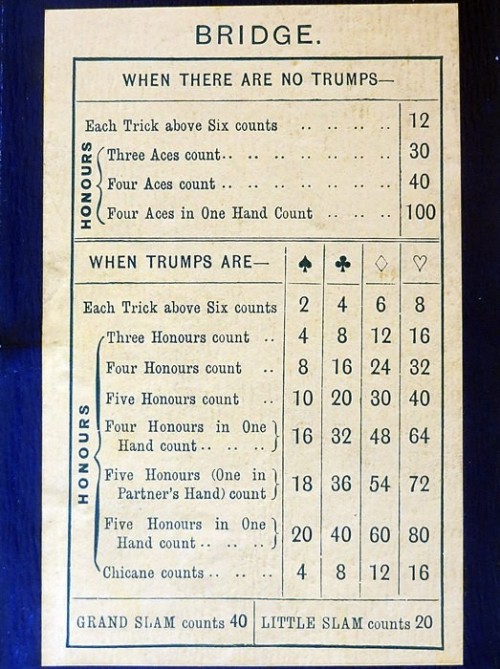 BRIDGE.
WHEN THERE ARE NO TRUMPS—
Each Trick above Six counts .. .. .. .. 12
HONOURS
Three Aces count.. .. .. .. .. .. .. 30
Four Aces count .. .. .. .. .. .. .. 40
Four Aces in One Hand Count .. .. .. 100
WHEN TRUMPS ARE— ♠ ♣ ♢ ♡
Each Trick above Six counts 2 4 6 8
HONOURS
Three Honours count .. 4 8 12 16
Four Honours count .. 8 16 24 32
Five Honours count .. 10 20 30 40
Four Honours in One
Hand count .. .. .. 16 32 48 64
Five Honours (One in
Partner's Hand) count 18 36 54 72
Five Honours in One
Hand count .. .. .. 20 40 60 80
Chicane counts .. .. .. 4 8 12 16
GRAND SLAM counts 40 LITTLE SLAM counts 20